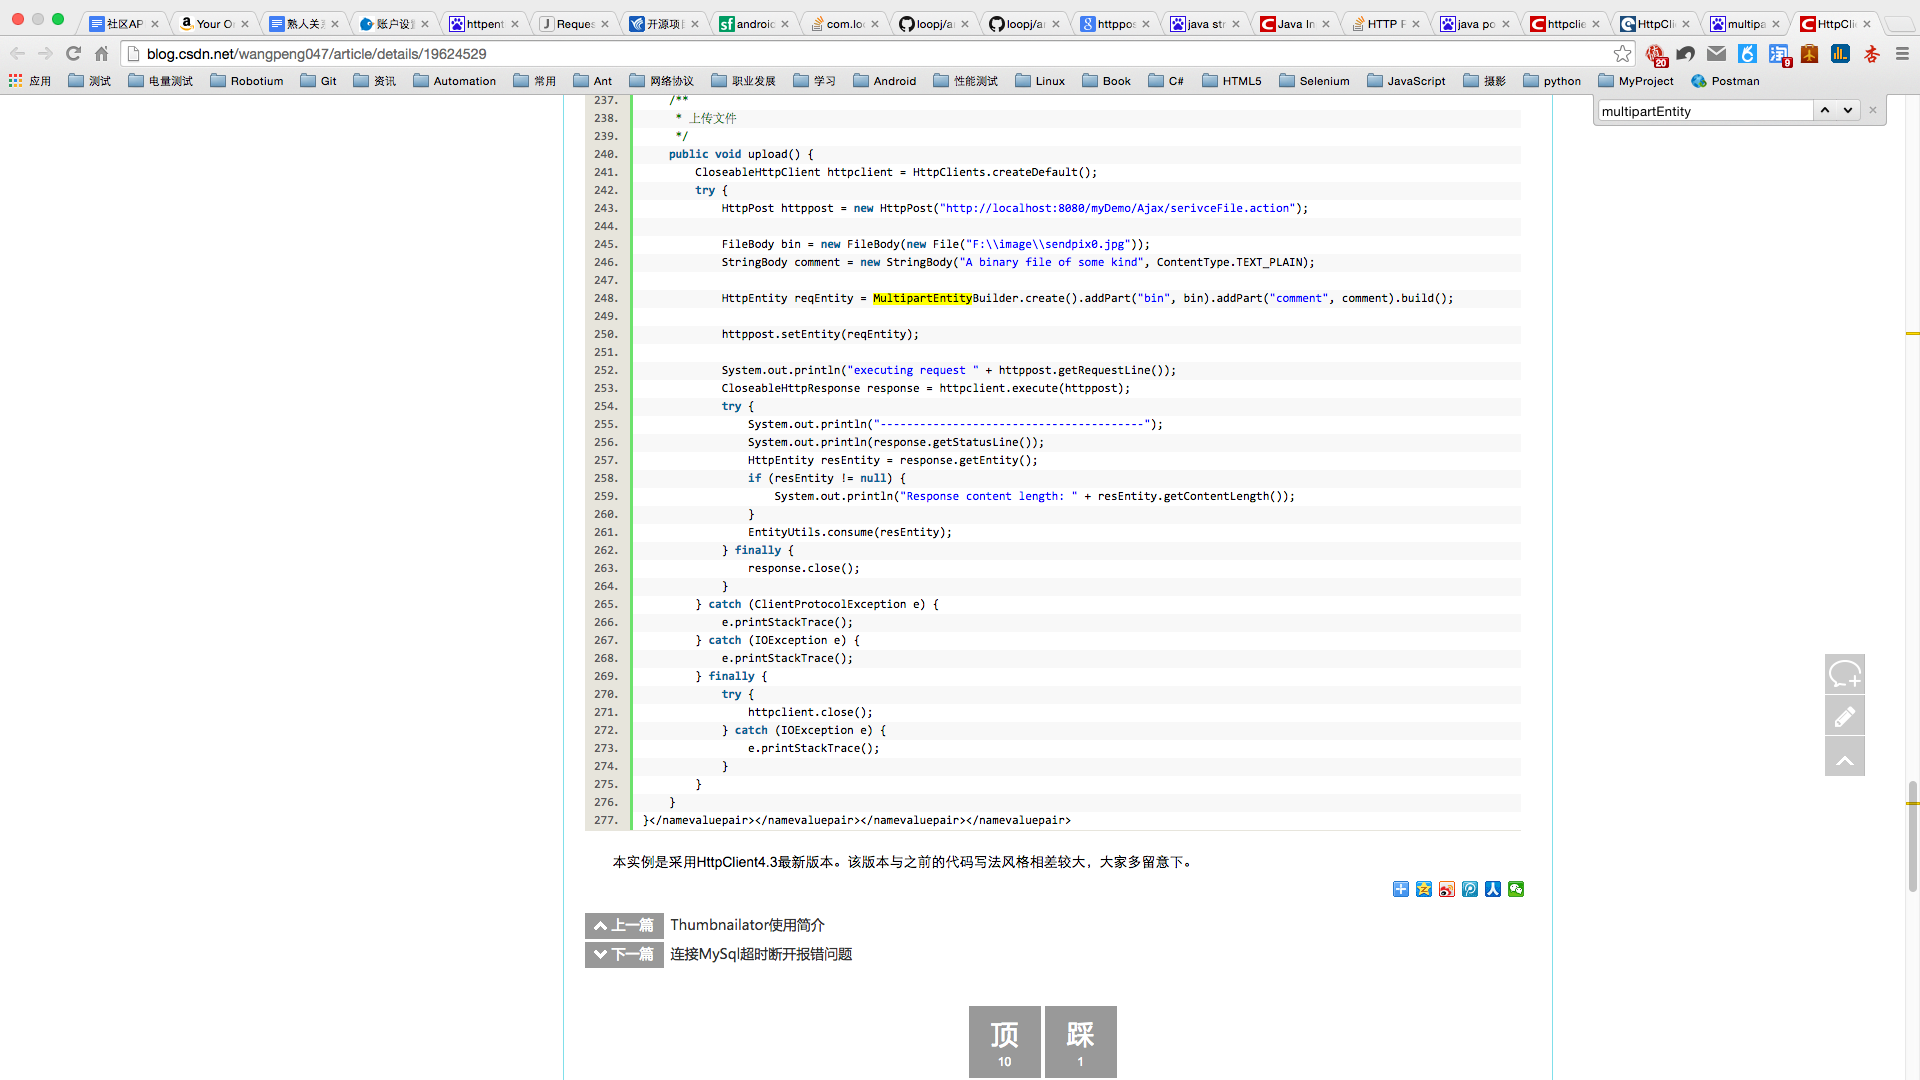 社区AP
Your O
熟人关
账户设
httpent
Reques
开源项
android
com.lo
loopj/a
loopj/a
httppos
java str
Java In
HTTP P
java po
httpclie
HttpCli
multipa
HttpCli
blog.csdn.net/wangpeng047/article/details/19624529
20
9
应用
测试
电量测试
Robotium
Git
资讯
Automation
常用
Ant
网络协议
职业发展
学习
Android
性能测试
Linux
Book
C#
HTML5
Selenium
JavaScript
摄影
python
MyProject
Postman
multipartEntity
237. /**
238. * 上传文件
239. */
240. public void upload() {
241. CloseableHttpClient httpclient = HttpClients.createDefault();
242. try {
243. HttpPost httppost = new HttpPost("http://localhost:8080/myDemo/Ajax/serivceFile.action");
244.
245. FileBody bin = new FileBody(new File("F:\\image\\sendpix0.jpg"));
246. StringBody comment = new StringBody("A binary file of some kind", ContentType.TEXT_PLAIN);
247.
248. HttpEntity reqEntity = MultipartEntityBuilder.create().addPart("bin", bin).addPart("comment", comment).build();
249.
250. httppost.setEntity(reqEntity);
251.
252. System.out.println("executing request " + httppost.getRequestLine());
253. CloseableHttpResponse response = httpclient.execute(httppost);
254. try {
255. System.out.println("----------------------------------------");
256. System.out.println(response.getStatusLine());
257. HttpEntity resEntity = response.getEntity();
258. if (resEntity != null) {
259. System.out.println("Response content length: " + resEntity.getContentLength());
260. }
261. EntityUtils.consume(resEntity);
262. } finally {
263. response.close();
264. }
265. } catch (ClientProtocolException e) {
266. e.printStackTrace();
267. } catch (IOException e) {
268. e.printStackTrace();
269. } finally {
270. try {
271. httpclient.close();
272. } catch (IOException e) {
273. e.printStackTrace();
274. }
275. }
276. }
277. }</namevaluepair></namevaluepair></namevaluepair></namevaluepair>
本实例是采用HttpClient4.3最新版本。该版本与之前的代码写法风格相差较大，大家多留意下。
上一篇 Thumbnailator使用简介
下一篇 连接MySql超时断开报错问题
顶
10
踩
1